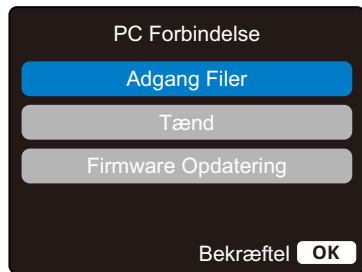 PC Forbindelse
Adgang Filer
Tænd
Firmware Opdatering
Bekræftel OK